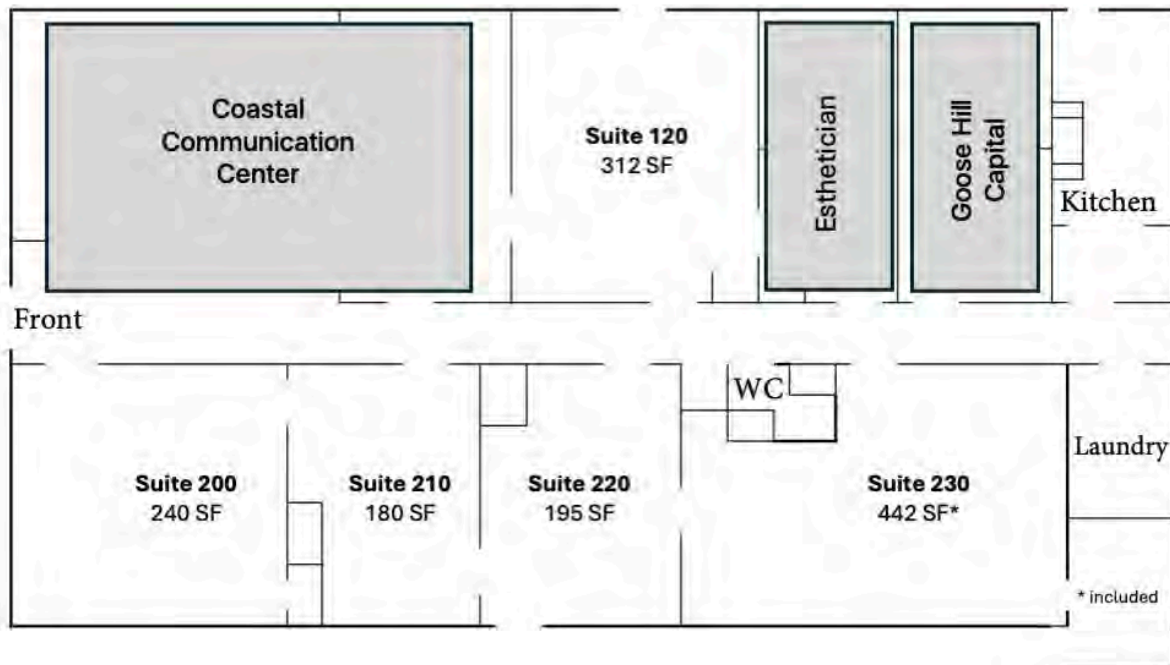 Coastal
Communication
Center
Suite 120
312 SF
Esthetician
Goose Hill
Capital
Kitchen
Front
WC
Laundry
Suite 200
240 SF
Suite 210
180 SF
Suite 220
195 SF
Suite 230
442 SF*
* included